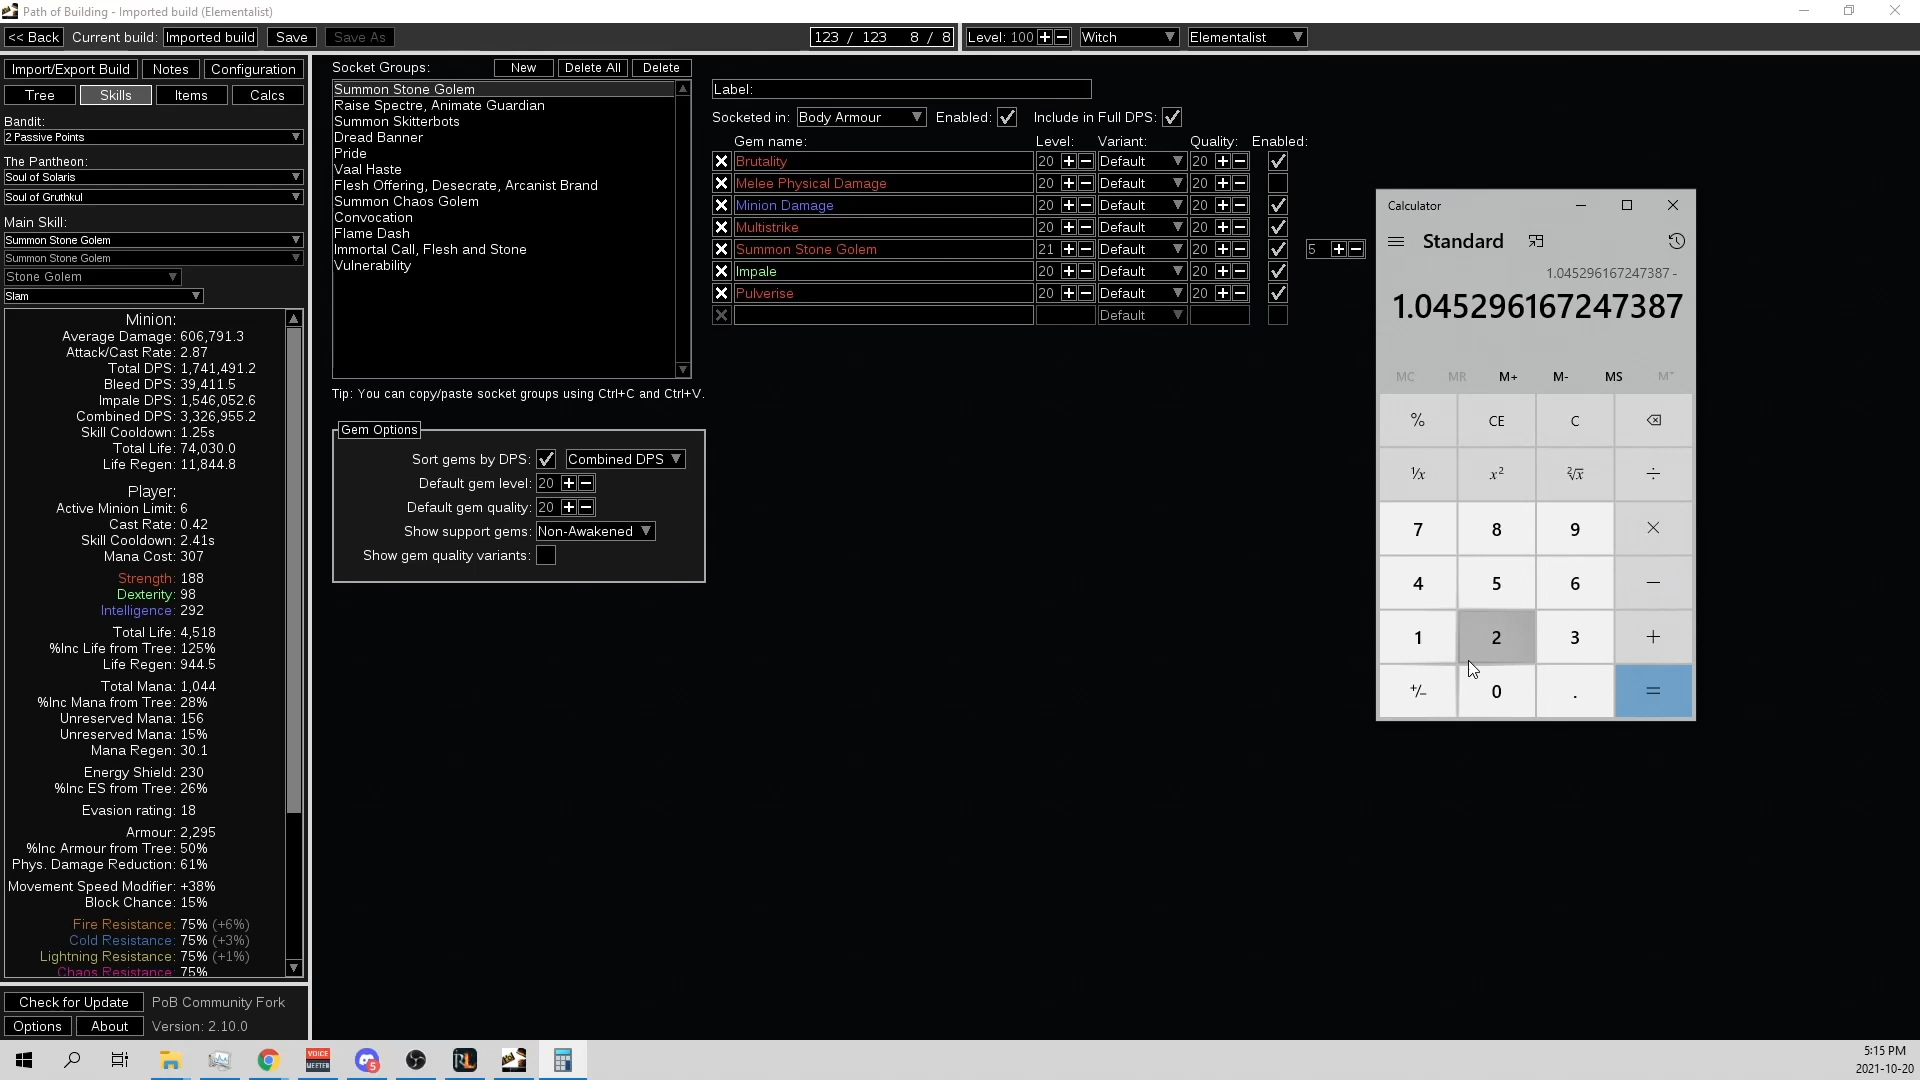 Path of Building - Imported build (Elementalist)
<< Back Current build: Imported build Save Save As 123 / 123 8 / 8 Level: 100 Witch Elementalist
Import/Export Build Notes Configuration
Tree Skills Items Calcs
Bandit:
2 Passive Points
The Pantheon:
Soul of Solaris
Soul of Gruthkul
Main Skill:
Summon Stone Golem
Summon Stone Golem
Stone Golem
Slam
Minion:
Average Damage: 606,791.3
Attack/Cast Rate: 2.87
Total DPS: 1,741,491.2
Bleed DPS: 39,411.5
Impale DPS: 1,546,052.6
Combined DPS: 3,326,955.2
Skill Cooldown: 1.25s
Total Life: 74,030.0
Life Regen: 11,844.8
Player:
Active Minion Limit: 6
Cast Rate: 0.42
Skill Cooldown: 2.41s
Mana Cost: 307
Strength: 188
Dexterity: 98
Intelligence: 292
Total Life: 4,518
%Inc Life from Tree: 125%
Life Regen: 944.5
Total Mana: 1,044
%Inc Mana from Tree: 28%
Unreserved Mana: 156
Unreserved Mana: 15%
Mana Regen: 30.1
Energy Shield: 230
%Inc ES from Tree: 26%
Evasion rating: 18
Armour: 2,295
%Inc Armour from Tree: 50%
Phys. Damage Reduction: 61%
Movement Speed Modifier: +38%
Block Chance: 15%
Fire Resistance: 75% (+6%)
Cold Resistance: 75% (+3%)
Lightning Resistance: 75% (+1%)
Chaos Resistance: 75%
Check for Update PoB Community Fork
Options About Version: 2.10.0
Socket Groups: New Delete All Delete
Summon Stone Golem
Raise Spectre, Animate Guardian
Summon Skitterbots
Dread Banner
Pride
Vaal Haste
Flesh Offering, Desecrate, Arcanist Brand
Summon Chaos Golem
Convocation
Flame Dash
Immortal Call, Flesh and Stone
Vulnerability
Tip: You can copy/paste socket groups using Ctrl+C and Ctrl+V.
Gem Options
Sort gems by DPS: Combined DPS
Default gem level: 20
Default gem quality: 20
Show support gems: Non-Awakened
Show gem quality variants:
Label:
Socketed in: Body Armour Enabled: Include in Full DPS:
Gem name: Level: Variant: Quality: Enabled:
Brutality 20 Default 20
Melee Physical Damage 20 Default 20
Minion Damage 20 Default 20
Multistrike 20 Default 20
Summon Stone Golem 21 Default 20 5
Impale 20 Default 20
Pulverise 20 Default 20
Default
Calculator
Standard
1.045296167247387 -
1.045296167247387
MC MR M+ M- MS M˅
% CE C
1/x x² ²√x ÷
7 8 9 ×
4 5 6 −
1 2 3 +
+/− 0 . =
VOICE
MEETER
5
5:15 PM
2021-10-20